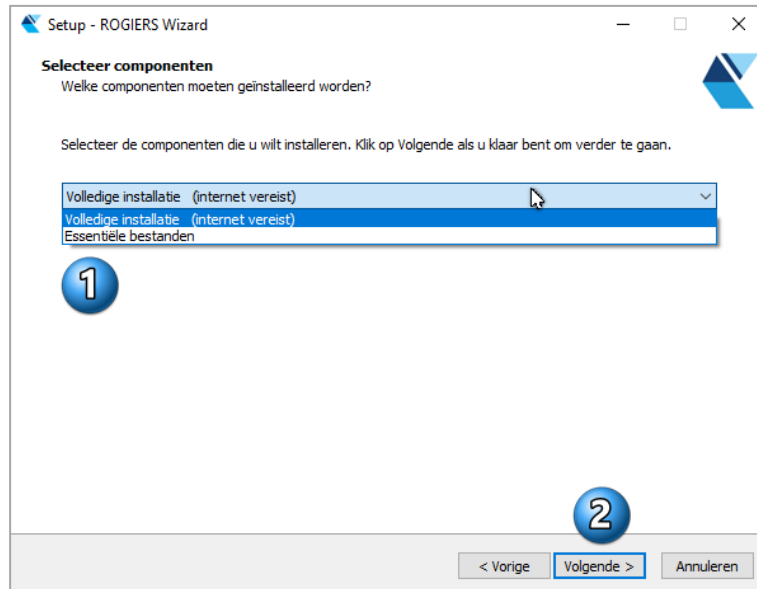 Setup - ROGIERS Wizard
Selecteer componenten
Welke componenten moeten geïnstalleerd worden?
Selecteer de componenten die u wilt installeren. Klik op Volgende als u klaar bent om verder te gaan.
Volledige installatie (internet vereist)
Volledige installatie (internet vereist)
Essentiële bestanden
1
2
< Vorige
Volgende >
Annuleren